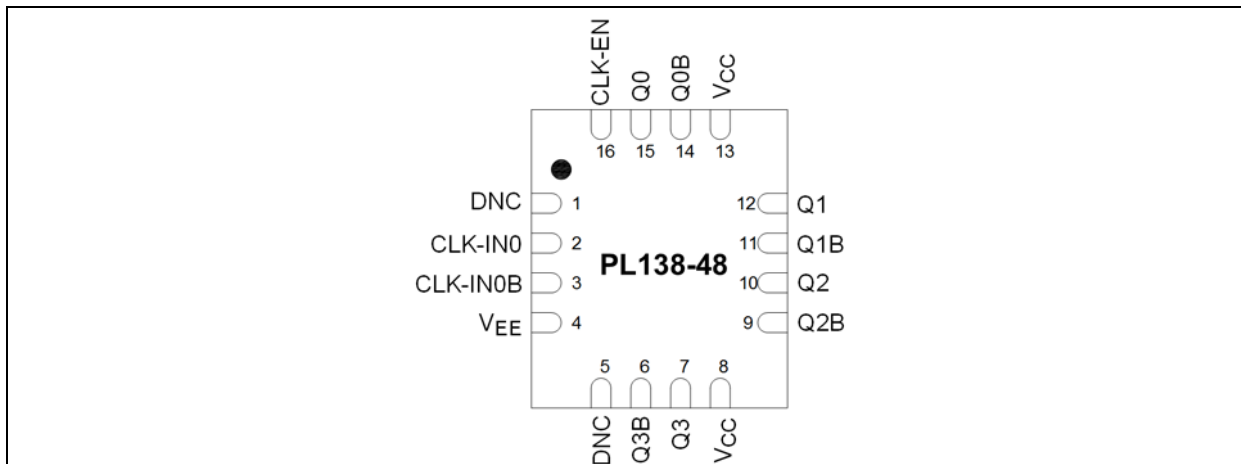 CLK-EN
Q0
Q0B
VCC
16 15 14 13
DNC 1
CLK-IN0 2
CLK-IN0B 3
VEE 4
PL138-48
12 Q1
11 Q1B
10 Q2
9 Q2B
5 6 7 8
DNC
Q3B
Q3
VCC